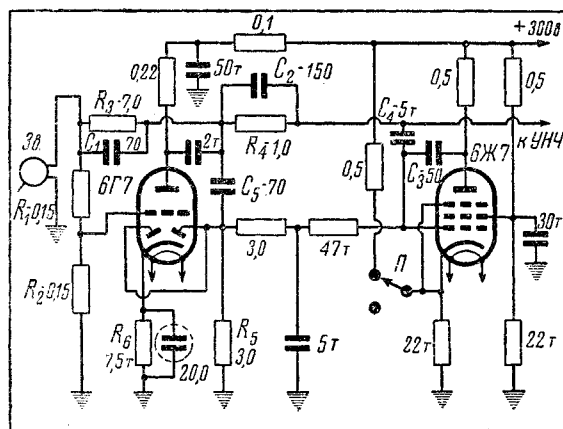 +300в
0,1
0,22
50т
C₂-150
0,5
0,5
R₃-7,0
C₁ 70
2т
R₄ 1,0
C₄-5т
к УНЧ
Зв.
6Г7
C₅-70
0,5
C₃-50
6Ж7
R₁ 0,15
3,0
47т
30т
П
R₂ 0,15
R₆
7,5т
20,0
R₅
3,0
5т
22т
22т